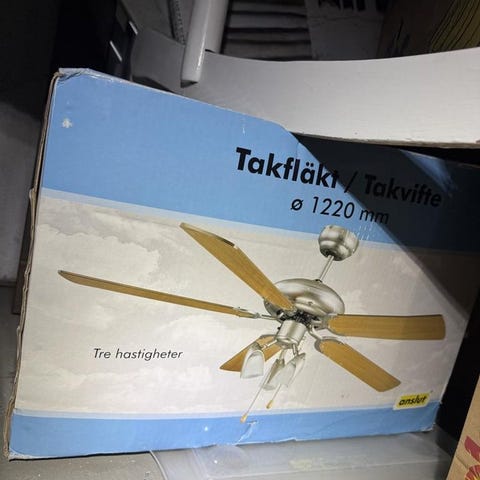 Takfläkt / Takvifte
ø 1220 mm
Tre hastigheter
anslut